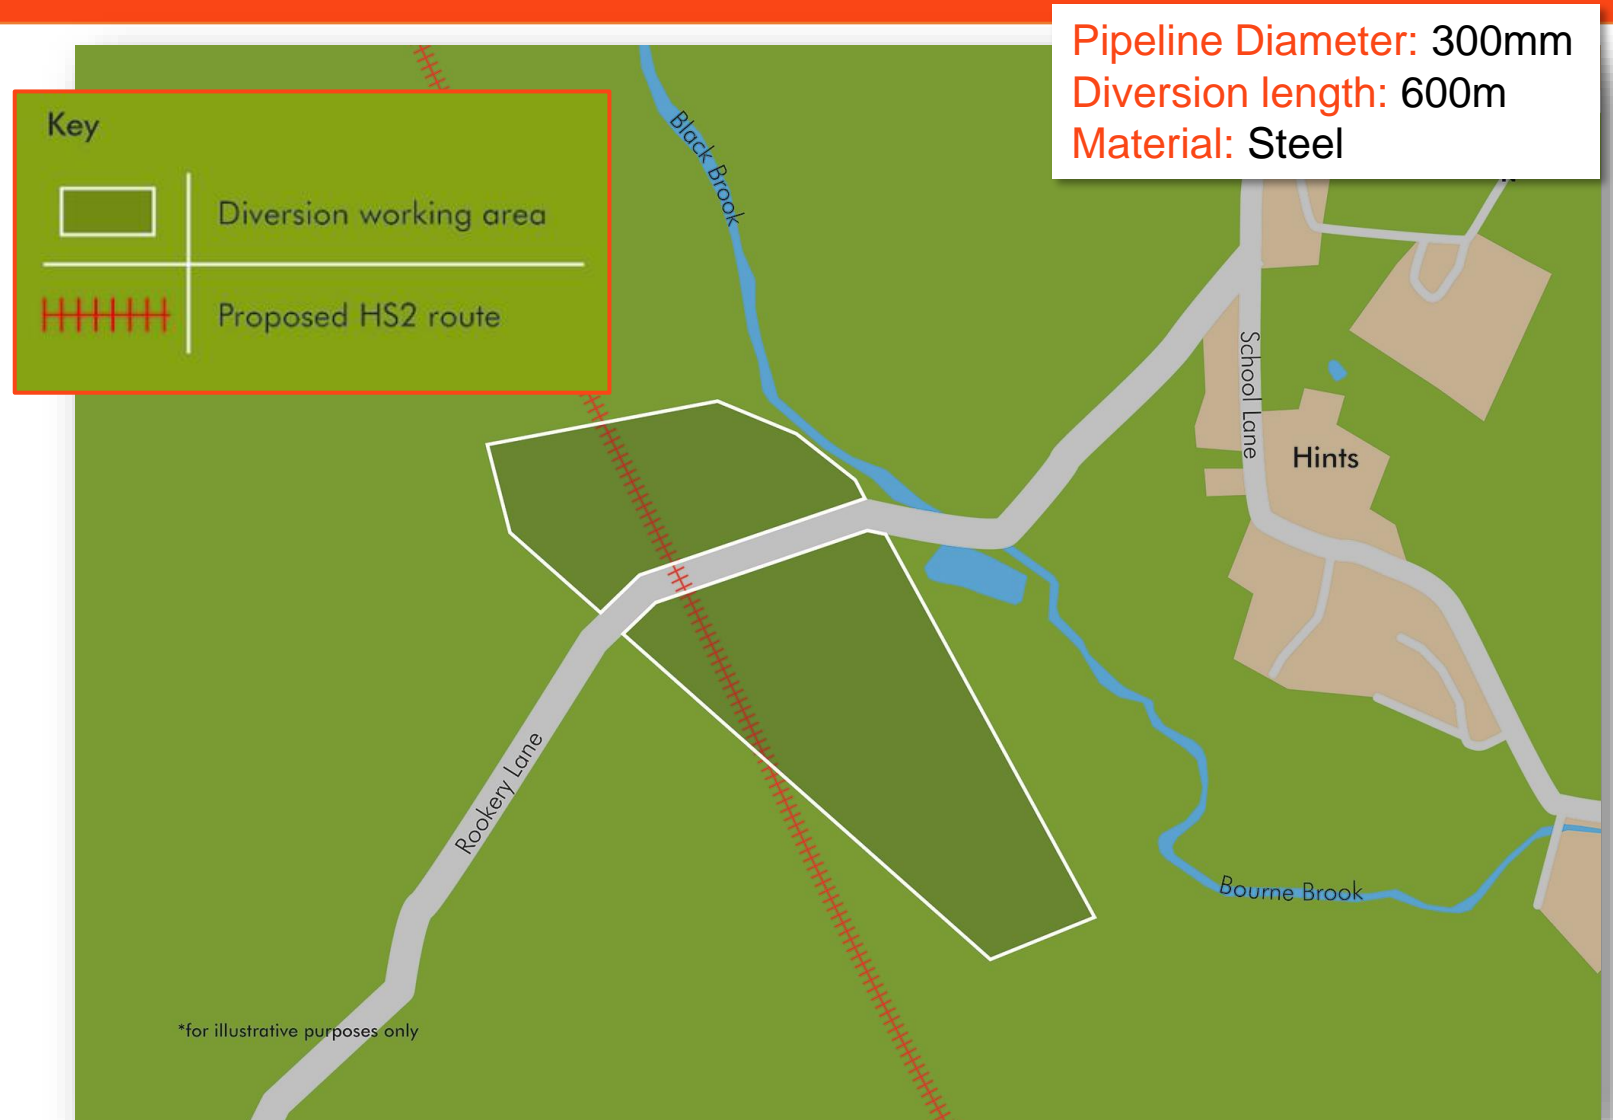 Pipeline Diameter: 300mm
Diversion length: 600m
Material: Steel
Key
Diversion working area
Proposed HS2 route
Black Brook
School Lane
Hints
Rookery Lane
Bourne Brook
*for illustrative purposes only